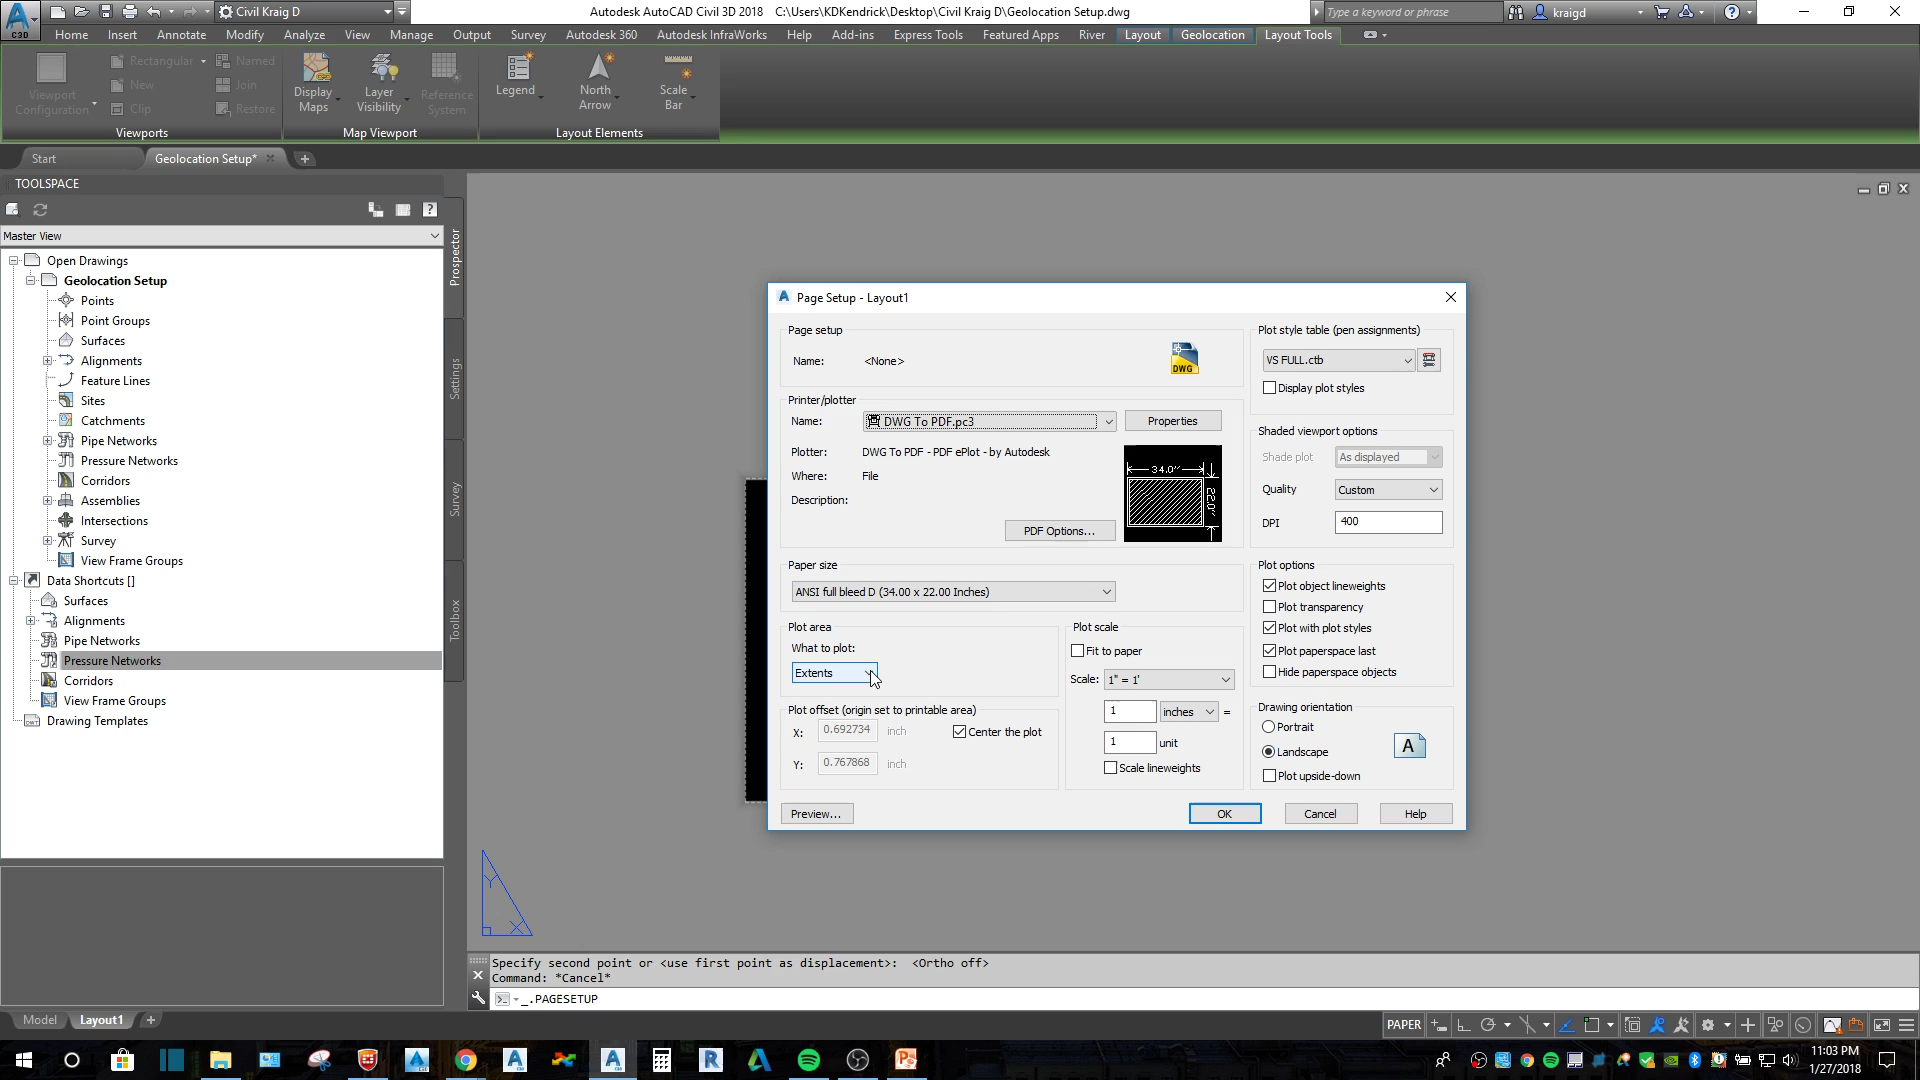 Civil Kraig D
Autodesk AutoCAD Civil 3D 2018 C:\Users\KDKendrick\Desktop\Civil Kraig D\Geolocation Setup.dwg
Type a keyword or phrase
kraigd
C3D
Home Insert Annotate Modify Analyze View Manage Output Survey Autodesk 360 Autodesk InfraWorks Help Add-ins Express Tools Featured Apps River Layout Geolocation Layout Tools
Viewport Configuration
Rectangular
New
Clip
Named
Join
Restore
Display Maps
Layer Visibility
Reference System
Legend
North Arrow
Scale Bar
Viewports
Map Viewport
Layout Elements
Start
Geolocation Setup*
TOOLSPACE
Master View
Open Drawings
Geolocation Setup
Points
Point Groups
Surfaces
Alignments
Feature Lines
Sites
Catchments
Pipe Networks
Pressure Networks
Corridors
Assemblies
Intersections
Survey
View Frame Groups
Data Shortcuts []
Surfaces
Alignments
Pipe Networks
Pressure Networks
Corridors
View Frame Groups
Drawing Templates
Prospector
Settings
Survey
Toolbox
Page Setup - Layout1
Page setup
Name: <None>
DWG
Printer/plotter
Name: DWG To PDF.pc3
Properties
Plotter: DWG To PDF - PDF ePlot - by Autodesk
Where: File
Description:
34.0''
22.0''
PDF Options...
Paper size
ANSI full bleed D (34.00 x 22.00 Inches)
Plot area
What to plot:
Extents
Plot offset (origin set to printable area)
X: 0.692734 inch
Center the plot
Y: 0.767868 inch
Plot scale
Fit to paper
Scale: 1" = 1'
1 inches =
1 unit
Scale lineweights
Plot style table (pen assignments)
VS FULL.ctb
Display plot styles
Shaded viewport options
Shade plot As displayed
Quality Custom
DPI 400
Plot options
Plot object lineweights
Plot transparency
Plot with plot styles
Plot paperspace last
Hide paperspace objects
Drawing orientation
Portrait
Landscape
Plot upside-down
A
Preview...
OK
Cancel
Help
Y
X
Specify second point or <use first point as displacement>: <Ortho off>
Command: *Cancel*
_.PAGESETUP
Model
Layout1
PAPER
11:03 PM
1/27/2018